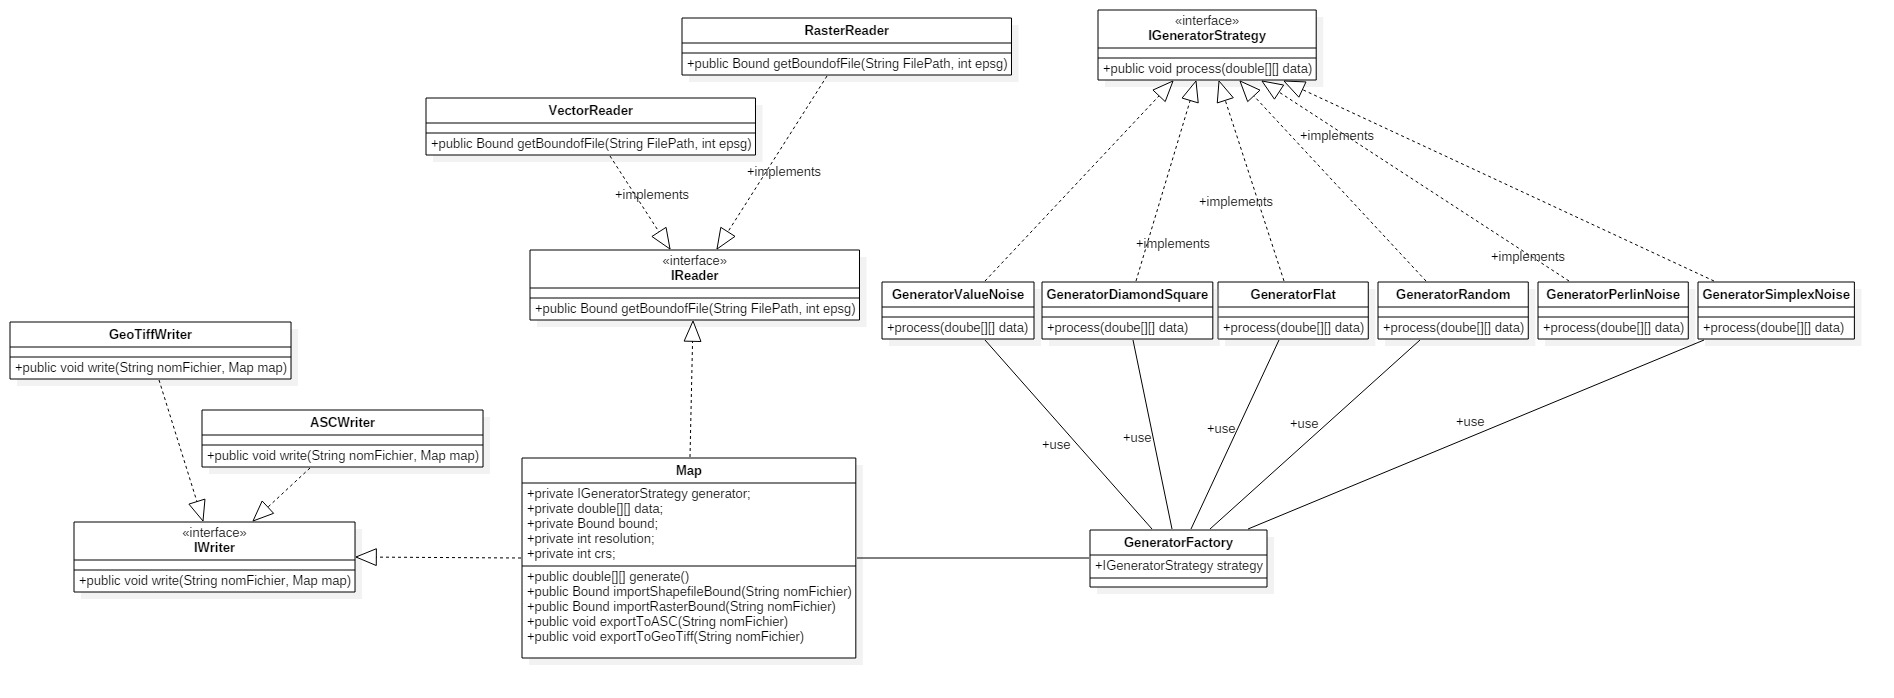 RasterReader
+public Bound getBoundofFile(String FilePath, int epsg)
VectorReader
+public Bound getBoundofFile(String FilePath, int epsg)
+implements
+implements
«interface»
IReader
+public Bound getBoundofFile(String FilePath, int epsg)
GeoTiffWriter
+public void write(String nomFichier, Map map)
ASCWriter
+public void write(String nomFichier, Map map)
«interface»
IWriter
+public void write(String nomFichier, Map map)
Map
+private IGeneratorStrategy generator;
+private double[][] data;
+private Bound bound;
+private int resolution;
+private int crs;
+public double[][] generate()
+public Bound importShapefileBound(String nomFichier)
+public Bound importRasterBound(String nomFichier)
+public void exportToASC(String nomFichier)
+public void exportToGeoTiff(String nomFichier)
«interface»
IGeneratorStrategy
+public void process(double[][] data)
+implements
+implements
+implements
+implements
GeneratorValueNoise
+process(doube[][] data)
GeneratorDiamondSquare
+process(doube[][] data)
GeneratorFlat
+process(doube[][] data)
GeneratorRandom
+process(doube[][] data)
GeneratorPerlinNoise
+process(doube[][] data)
GeneratorSimplexNoise
+process(doube[][] data)
+use
+use
+use
+use
+use
GeneratorFactory
+IGeneratorStrategy strategy